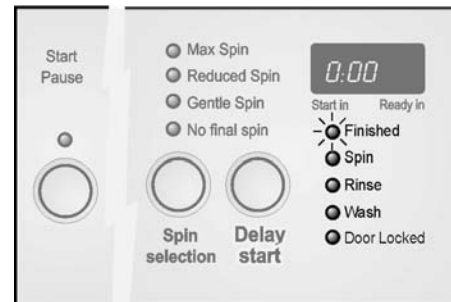 Start
Pause
Max Spin
Reduced Spin
Gentle Spin
No final spin
Spin
selection
Delay
start
0:00
Start in Ready in
Finished
Spin
Rinse
Wash
Door Locked